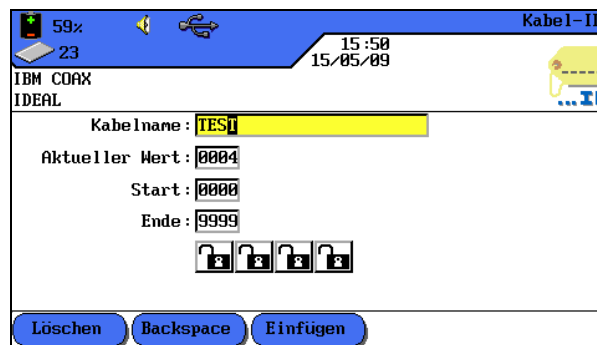 59% Kabel-I
23 15:50
15/05/09
IBM COAX
IDEAL ...I
Kabelname: TEST
Aktueller Wert: 0004
Start: 0000
Ende: 9999
Löschen Backspace Einfügen